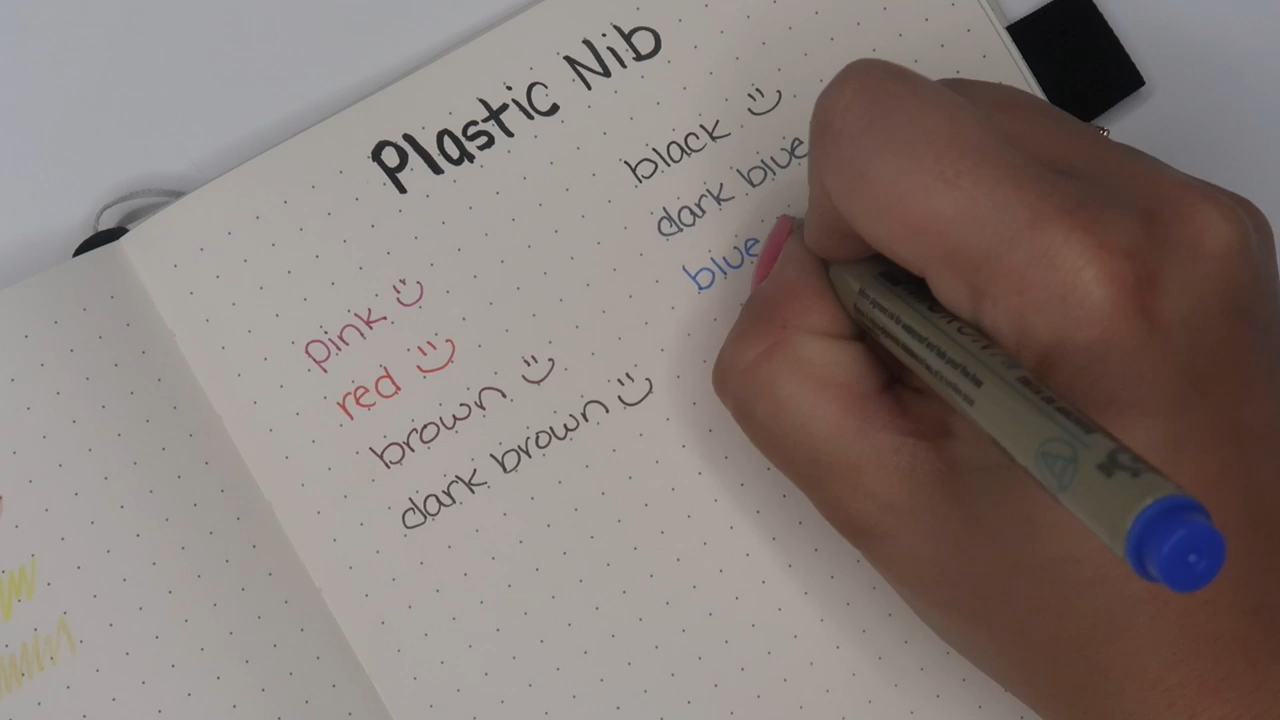 Plastic Nib
pink
red
brown
dark brown
black
dark blue
blue